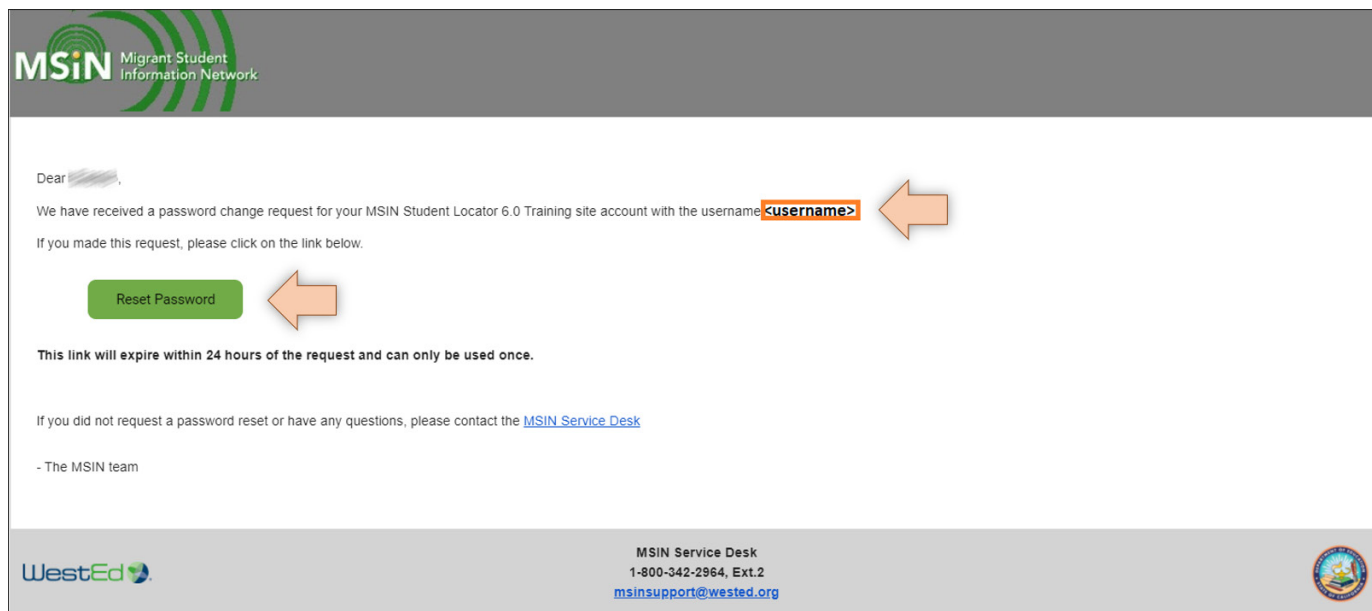 MSiN Migrant Student
Information Network
Dear ,
We have received a password change request for your MSIN Student Locator 6.0 Training site account with the username <username>
If you made this request, please click on the link below.
Reset Password
This link will expire within 24 hours of the request and can only be used once.
If you did not request a password reset or have any questions, please contact the MSIN Service Desk
- The MSIN team
WestEd
MSIN Service Desk
1-800-342-2964, Ext.2
msinsupport@wested.org